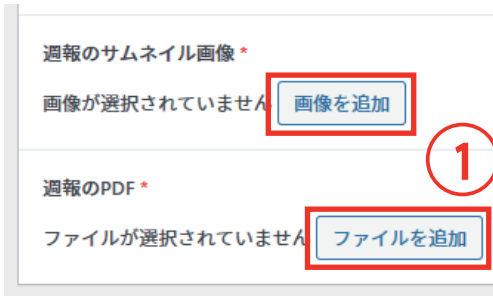 週報のサムネイル画像 *
画像が選択されていません 画像を追加
1
週報のPDF *
ファイルが選択されていません ファイルを追加